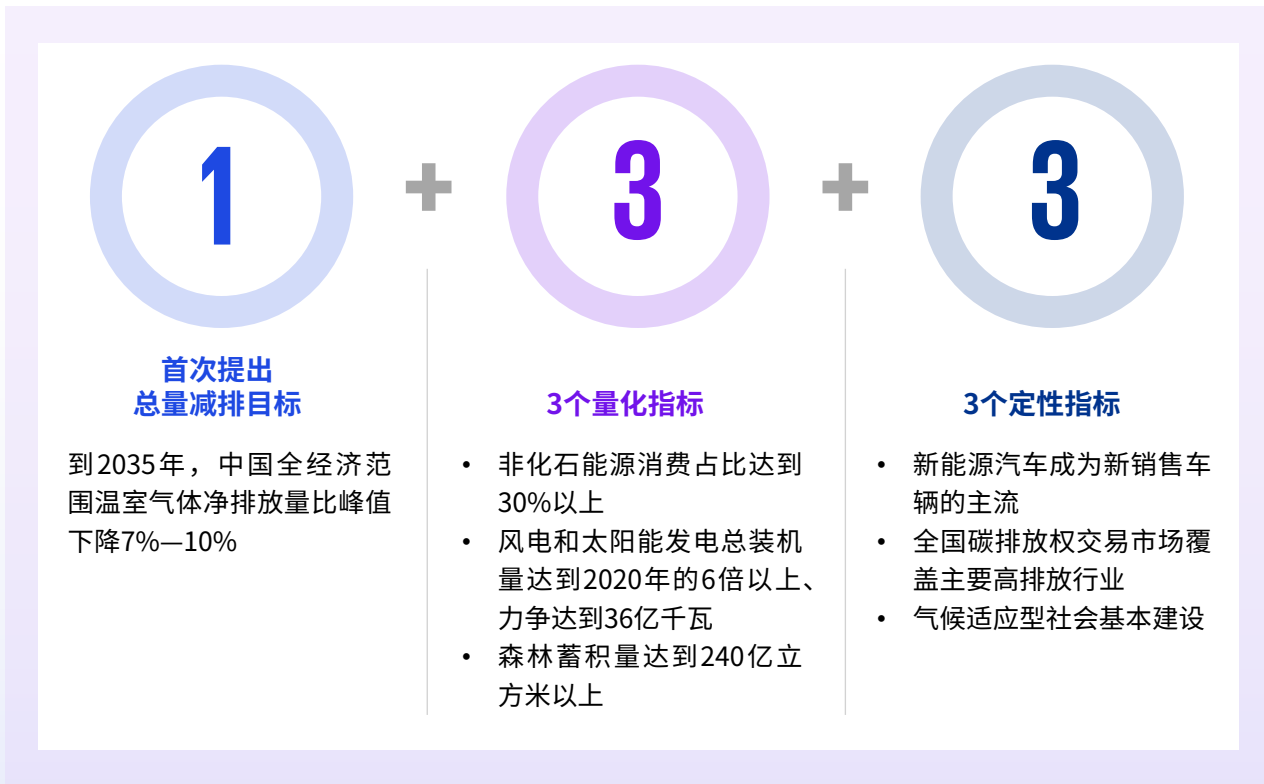 1
+
3
+
3
首次提出
总量减排目标
到2035年，中国全经济范
围温室气体净排放量比峰值
下降7%—10%
3个量化指标
• 非化石能源消费占比达到
30%以上
• 风电和太阳能发电总装机
量达到2020年的6倍以上、
力争达到36亿千瓦
• 森林蓄积量达到240亿立
方米以上
3个定性指标
• 新能源汽车成为新销售车
辆的主流
• 全国碳排放权交易市场覆
盖主要高排放行业
• 气候适应型社会基本建设